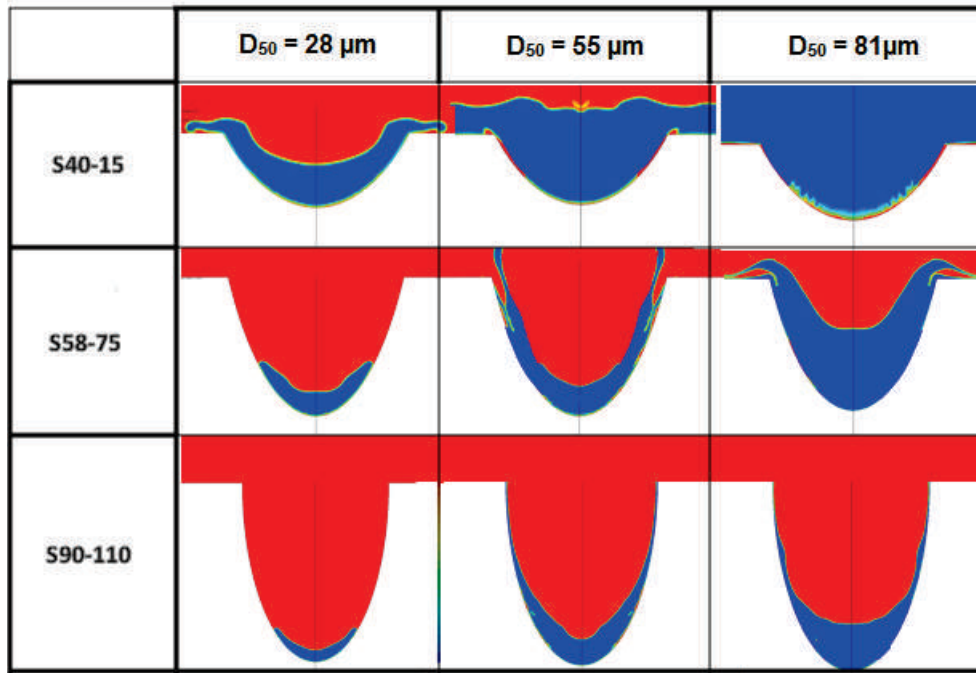 D₅₀ = 28 µm
D₅₀ = 55 µm
D₅₀ = 81µm
S40-15
S58-75
S90-110